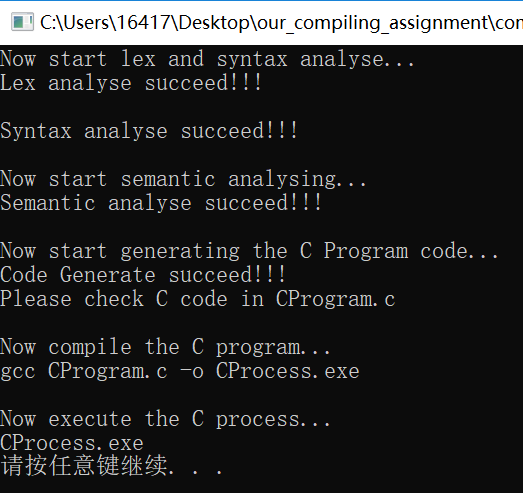 C:\Users\16417\Desktop\our_compiling_assignment\con
Now start lex and syntax analyse...
Lex analyse succeed!!!
Syntax analyse succeed!!!
Now start semantic analysing...
Semantic analyse succeed!!!
Now start generating the C Program code...
Code Generate succeed!!!
Please check C code in CProgram.c
Now compile the C program...
gcc CProgram.c -o CProcess.exe
Now execute the C process...
CProcess.exe
请按任意键继续. . .